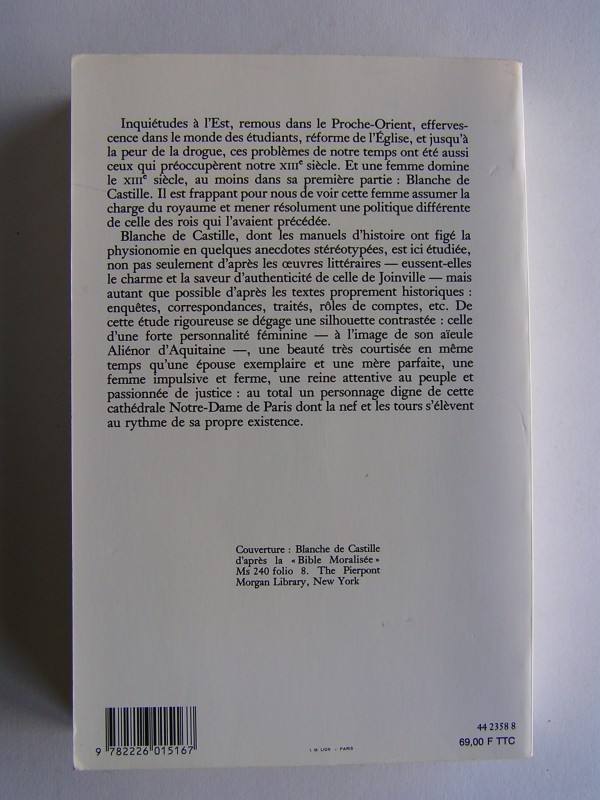 Inquiétudes à l'Est, remous dans le Proche-Orient, efferves-
cence dans le monde des étudiants, réforme de l'Église, et jusqu'à
la peur de la drogue, ces problèmes de notre temps ont été aussi
ceux qui préoccupèrent notre XIIIe siècle. Et une femme domine
le XIIIe siècle, au moins dans sa première partie : Blanche de
Castille. Il est frappant pour nous de voir cette femme assumer la
charge du royaume et mener résolument une politique différente
de celle des rois qui l'avaient précédée.
Blanche de Castille, dont les manuels d'histoire ont figé la
physionomie en quelques anecdotes stéréotypées, est ici étudiée,
non pas seulement d'après les œuvres littéraires — eussent-elles
le charme et la saveur d'authenticité de celle de Joinville — mais
autant que possible d'après les textes proprement historiques :
enquêtes, correspondances, traités, rôles de comptes, etc. De
cette étude rigoureuse se dégage une silhouette contrastée : celle
d'une forte personnalité féminine — à l'image de son aïeule
Aliénor d'Aquitaine —, une beauté très courtisée en même
temps qu'une épouse exemplaire et une mère parfaite, une
femme impulsive et ferme, une reine attentive au peuple et
passionnée de justice : au total un personnage digne de cette
cathédrale Notre-Dame de Paris dont la nef et les tours s'élèvent
au rythme de sa propre existence.
Couverture : Blanche de Castille
d'après la « Bible Moralisée »
Ms 240 folio 8. The Pierpont
Morgan Library, New York
9 782226 015167
PARIS
44 2358 8
69,00 F TTC